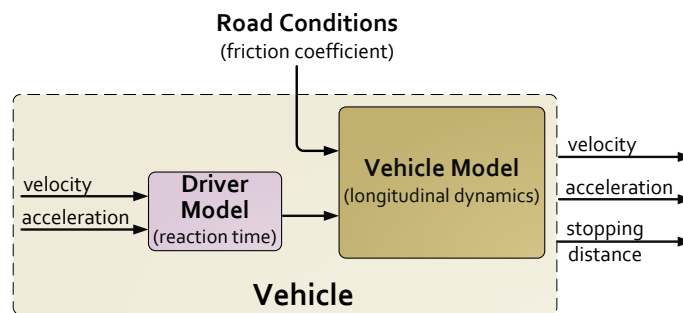 Road Conditions
(friction coefficient)
velocity
acceleration
Driver
Model
(reaction time)
Vehicle Model
(longitudinal dynamics)
velocity
acceleration
stopping
distance
Vehicle